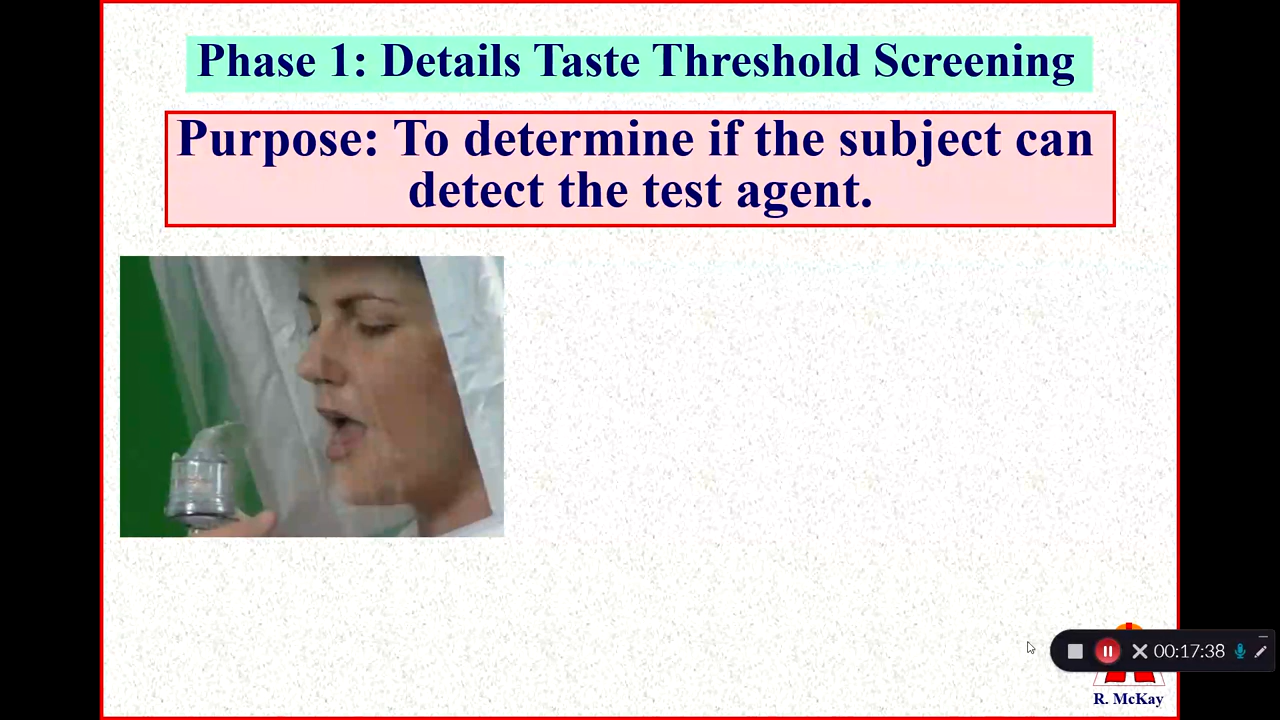 Phase 1: Details Taste Threshold Screening
Purpose: To determine if the subject can
detect the test agent.
00:17:38
R. McKay